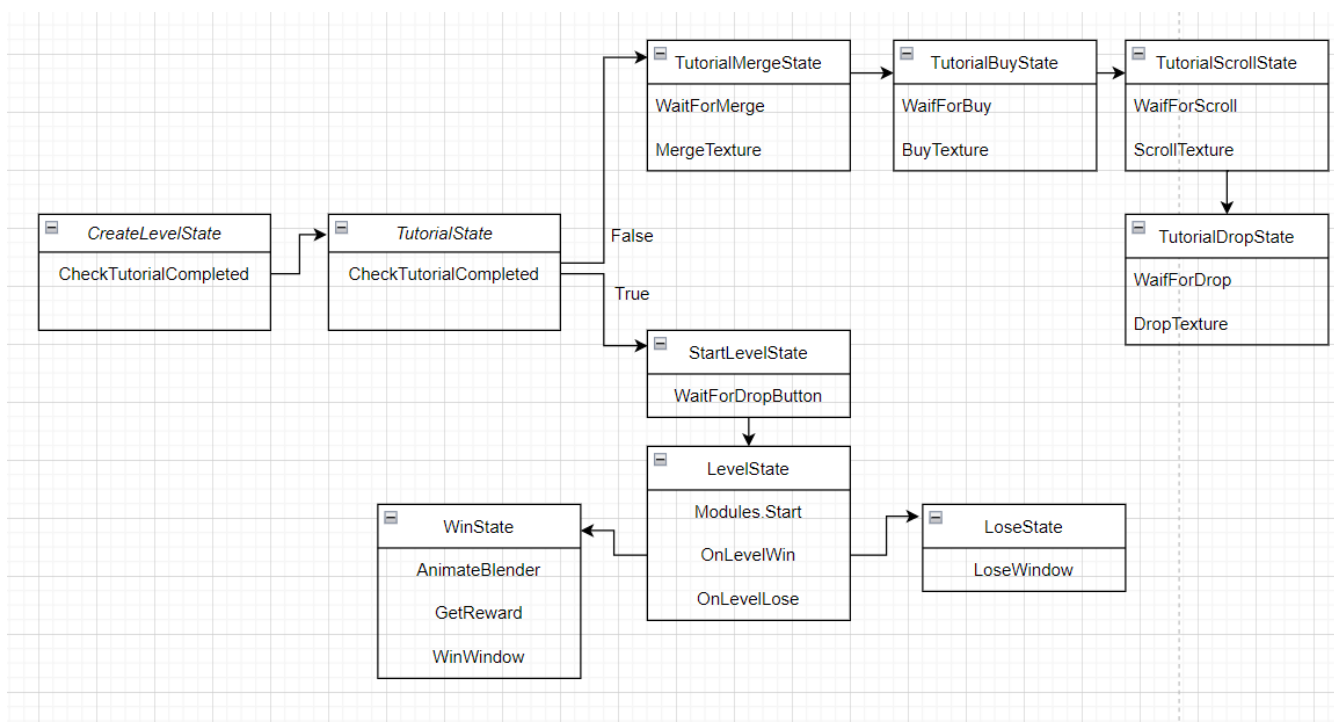 TutorialMergeState
WaitForMerge
MergeTexture
TutorialBuyState
WaifForBuy
BuyTexture
TutorialScrollState
WaifForScroll
ScrollTexture
CreateLevelState
CheckTutorialCompleted
TutorialState
CheckTutorialCompleted
False
True
TutorialDropState
WaifForDrop
DropTexture
StartLevelState
WaitForDropButton
LevelState
Modules.Start
OnLevelWin
OnLevelLose
WinState
AnimateBlender
GetReward
WinWindow
LoseState
LoseWindow